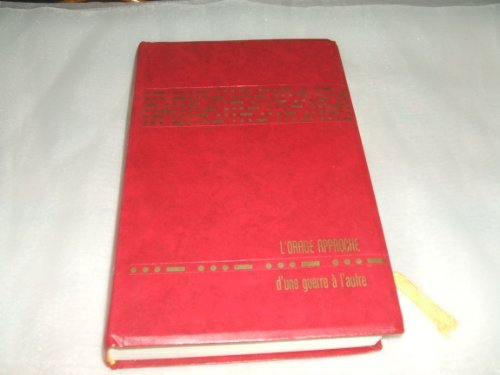 L'ORAGE APPROCHE
d'une guerre à l'autre